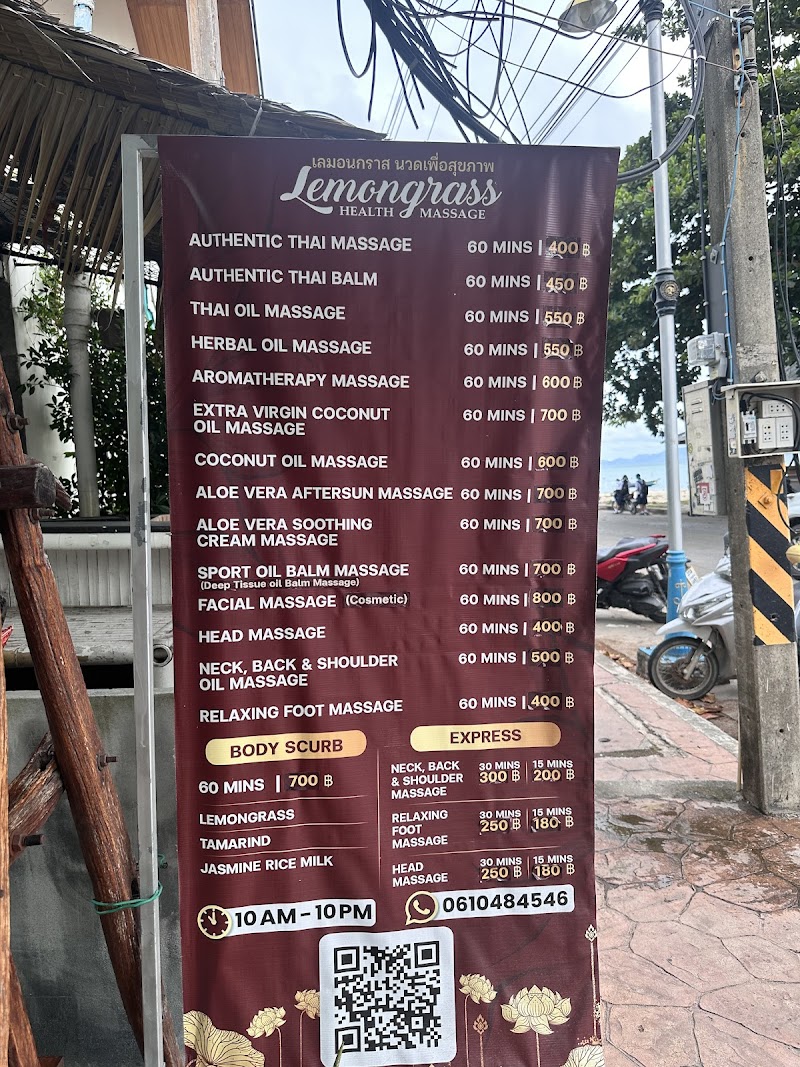 เลมอนกราส นวดเพื่อสุขภาพ
Lemongrass
HEALTH MASSAGE
AUTHENTIC THAI MASSAGE 60 MINS | 400 ฿
AUTHENTIC THAI BALM 60 MINS | 450 ฿
THAI OIL MASSAGE 60 MINS | 550 ฿
HERBAL OIL MASSAGE 60 MINS | 550 ฿
AROMATHERAPY MASSAGE 60 MINS | 600 ฿
EXTRA VIRGIN COCONUT 60 MINS | 700 ฿
OIL MASSAGE
COCONUT OIL MASSAGE 60 MINS | 600 ฿
ALOE VERA AFTERSUN MASSAGE 60 MINS | 700 ฿
ALOE VERA SOOTHING 60 MINS | 700 ฿
CREAM MASSAGE
SPORT OIL BALM MASSAGE 60 MINS | 700 ฿
(Deep Tissue oil Balm Massage)
FACIAL MASSAGE (Cosmetic) 60 MINS | 800 ฿
HEAD MASSAGE 60 MINS | 400 ฿
NECK, BACK & SHOULDER 60 MINS | 500 ฿
OIL MASSAGE
RELAXING FOOT MASSAGE 60 MINS | 400 ฿
BODY SCURB
60 MINS | 700 ฿
LEMONGRASS
TAMARIND
JASMINE RICE MILK
EXPRESS
NECK, BACK 30 MINS 15 MINS
& SHOULDER 300 ฿ 200 ฿
MASSAGE
RELAXING 30 MINS 15 MINS
FOOT 250 ฿ 180 ฿
MASSAGE
HEAD 30 MINS 15 MINS
MASSAGE 250 ฿ 180 ฿
10 AM - 10 PM
0610484546